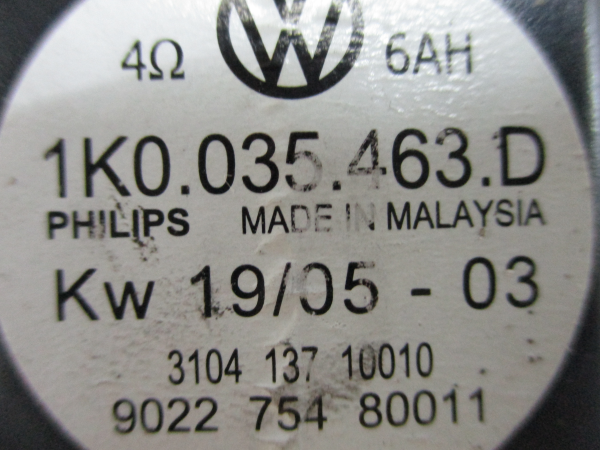 4Ω 6AH
1K0.035.463.D
PHILIPS MADE IN MALAYSIA
Kw 19/05 - 03
3104 137 10010
9022 754 80011